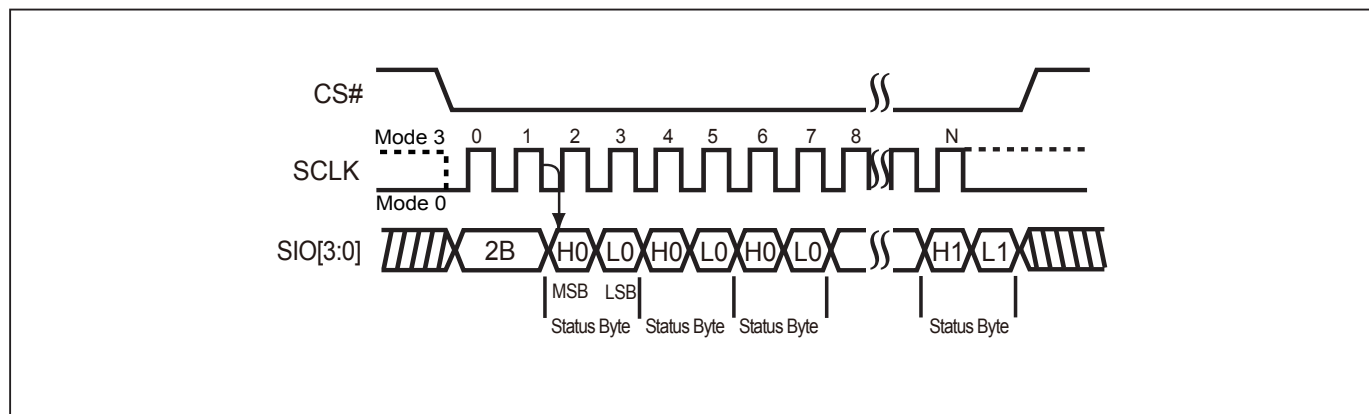 CS#
Mode 3 0 1 2 3 4 5 6 7 8 N
SCLK
Mode 0
SIO[3:0] 2B H0 L0 H0 L0 H0 L0 H1 L1
MSB LSB
Status Byte Status Byte Status Byte Status Byte